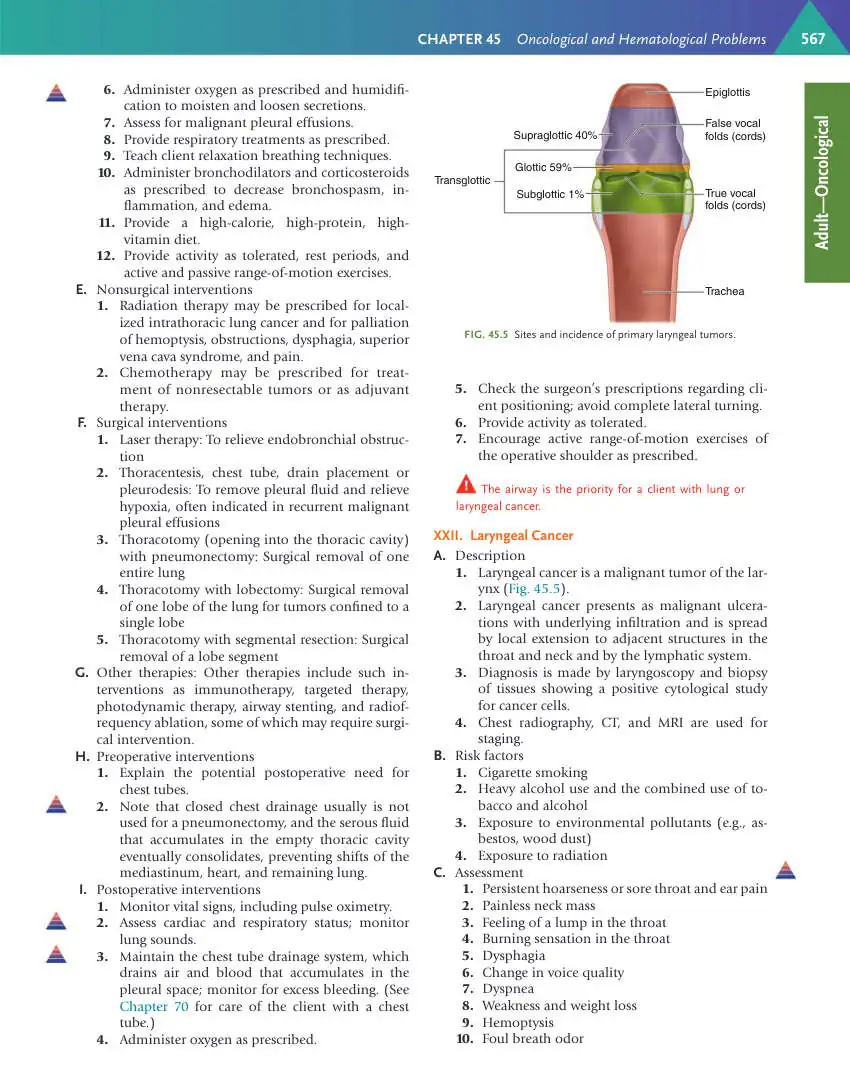 CHAPTER 45 Oncological and Hematological Problems 567
6. Administer oxygen as prescribed and humidifi-
cation to moisten and loosen secretions.
7. Assess for malignant pleural effusions.
8. Provide respiratory treatments as prescribed.
9. Teach client relaxation breathing techniques.
10. Administer bronchodilators and corticosteroids
as prescribed to decrease bronchospasm, in-
flammation, and edema.
11. Provide a high-calorie, high-protein, high-
vitamin diet.
12. Provide activity as tolerated, rest periods, and
active and passive range-of-motion exercises.
E. Nonsurgical interventions
1. Radiation therapy may be prescribed for local-
ized intrathoracic lung cancer and for palliation
of hemoptysis, obstructions, dysphagia, superior
vena cava syndrome, and pain.
2. Chemotherapy may be prescribed for treat-
ment of nonresectable tumors or as adjuvant
therapy.
F. Surgical interventions
1. Laser therapy: To relieve endobronchial obstruc-
tion
2. Thoracentesis, chest tube, drain placement or
pleurodesis: To remove pleural fluid and relieve
hypoxia, often indicated in recurrent malignant
pleural effusions
3. Thoracotomy (opening into the thoracic cavity)
with pneumonectomy: Surgical removal of one
entire lung
4. Thoracotomy with lobectomy: Surgical removal
of one lobe of the lung for tumors confined to a
single lobe
5. Thoracotomy with segmental resection: Surgical
removal of a lobe segment
G. Other therapies: Other therapies include such in-
terventions as immunotherapy, targeted therapy,
photodynamic therapy, airway stenting, and radiof-
requency ablation, some of which may require surgi-
cal intervention.
H. Preoperative interventions
1. Explain the potential postoperative need for
chest tubes.
2. Note that closed chest drainage usually is not
used for a pneumonectomy, and the serous fluid
that accumulates in the empty thoracic cavity
eventually consolidates, preventing shifts of the
mediastinum, heart, and remaining lung.
I. Postoperative interventions
1. Monitor vital signs, including pulse oximetry.
2. Assess cardiac and respiratory status; monitor
lung sounds.
3. Maintain the chest tube drainage system, which
drains air and blood that accumulates in the
pleural space; monitor for excess bleeding. (See
Chapter 70 for care of the client with a chest
tube.)
4. Administer oxygen as prescribed.
Epiglottis
False vocal
folds (cords)
Supraglottic 40%
Glottic 59%
Transglottic
Subglottic 1%
True vocal
folds (cords)
Trachea
FIG. 45.5 Sites and incidence of primary laryngeal tumors.
5. Check the surgeon's prescriptions regarding cli-
ent positioning; avoid complete lateral turning.
6. Provide activity as tolerated.
7. Encourage active range-of-motion exercises of
the operative shoulder as prescribed.
The airway is the priority for a client with lung or
laryngeal cancer.
XXII. Laryngeal Cancer
A. Description
1. Laryngeal cancer is a malignant tumor of the lar-
ynx (Fig. 45.5).
2. Laryngeal cancer presents as malignant ulcera-
tions with underlying infiltration and is spread
by local extension to adjacent structures in the
throat and neck and by the lymphatic system.
3. Diagnosis is made by laryngoscopy and biopsy
of tissues showing a positive cytological study
for cancer cells.
4. Chest radiography, CT, and MRI are used for
staging.
B. Risk factors
1. Cigarette smoking
2. Heavy alcohol use and the combined use of to-
bacco and alcohol
3. Exposure to environmental pollutants (e.g., as-
bestos, wood dust)
4. Exposure to radiation
C. Assessment
1. Persistent hoarseness or sore throat and ear pain
2. Painless neck mass
3. Feeling of a lump in the throat
4. Burning sensation in the throat
5. Dysphagia
6. Change in voice quality
7. Dyspnea
8. Weakness and weight loss
9. Hemoptysis
10. Foul breath odor
Adult—Oncological